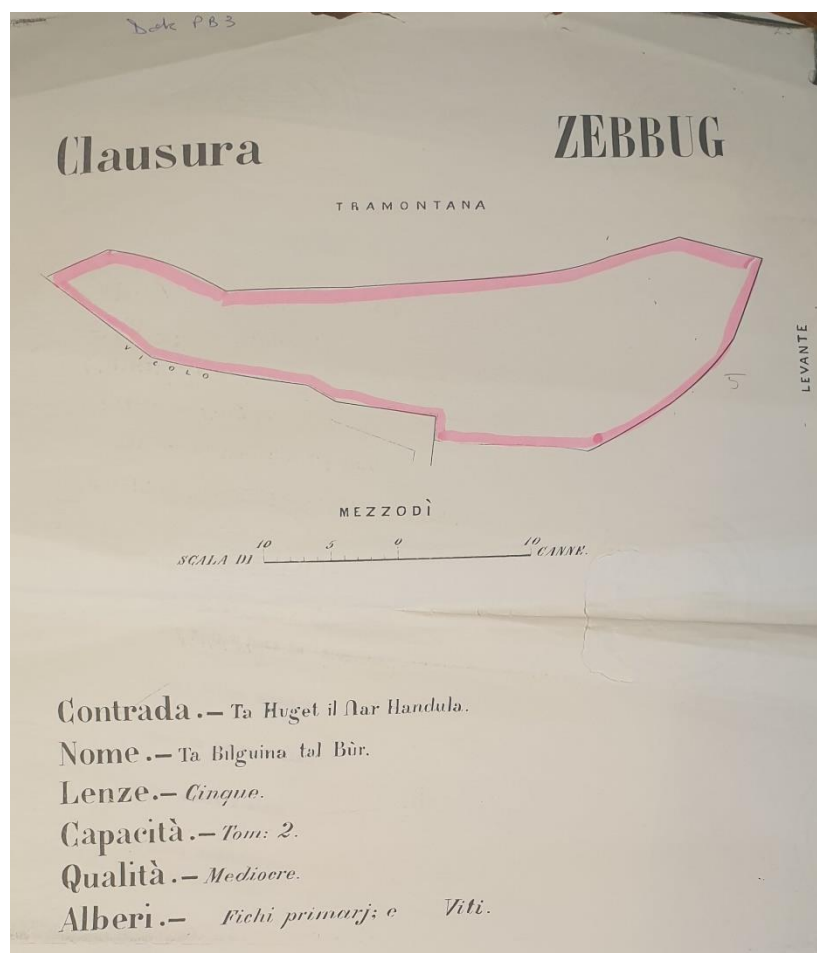 Dok PB3
Clausura ZEBBUG
TRAMONTANA
VICOLO
LEVANTE
5
MEZZODÌ
SCALA DI 10 5 0 10 CANNE.
Contrada.— Ta Huget il Nar Handula.
Nome.— Ta Bilguina tal Bùr.
Lenze.— Cinque.
Capacità.— Tom: 2.
Qualità.— Mediocre.
Alberi.— Fichi primarj; e Viti.